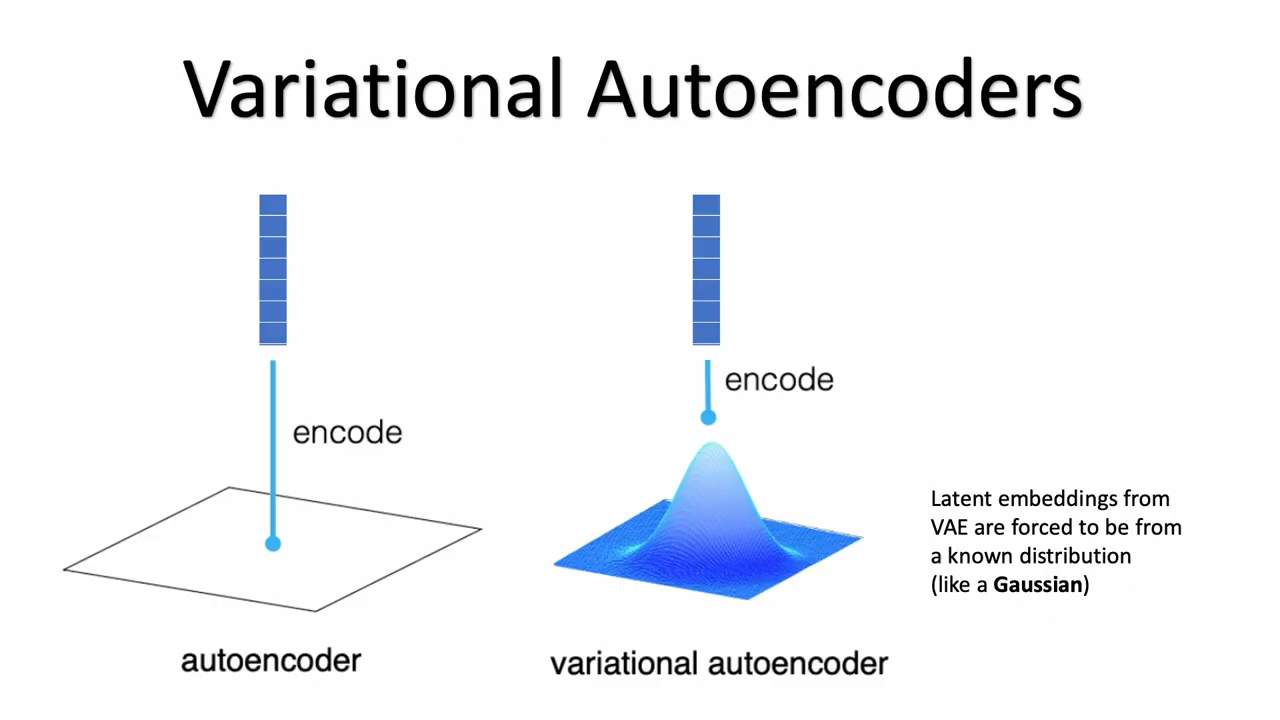 Variational Autoencoders
encode
encode
Latent embeddings from
VAE are forced to be from
a known distribution
(like a Gaussian)
autoencoder
variational autoencoder